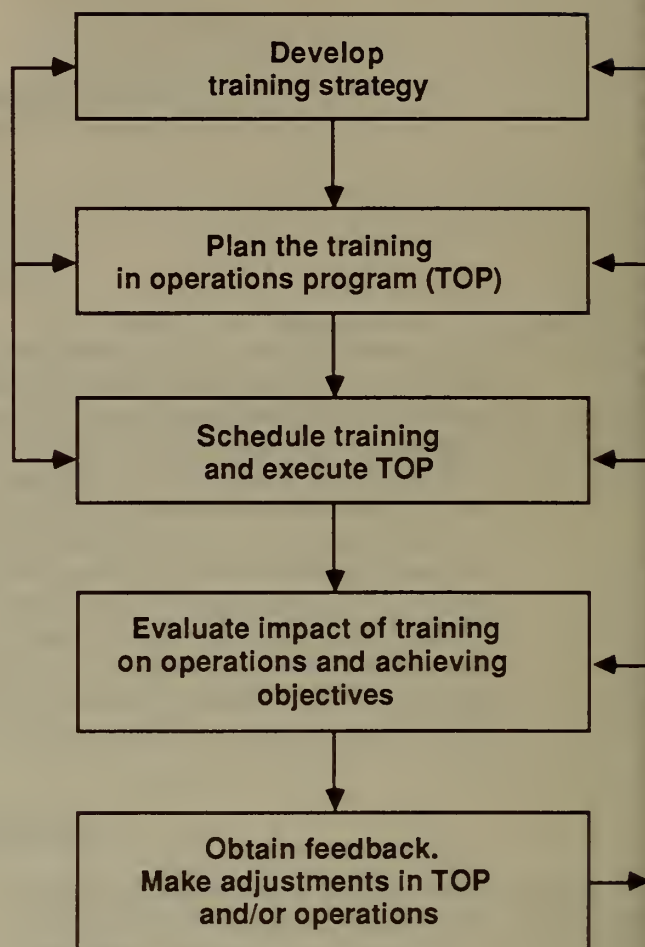 Develop
training strategy
Plan the training
in operations program (TOP)
Schedule training
and execute TOP
Evaluate impact of training
on operations and achieving
objectives
Obtain feedback.
Make adjustments in TOP
and/or operations